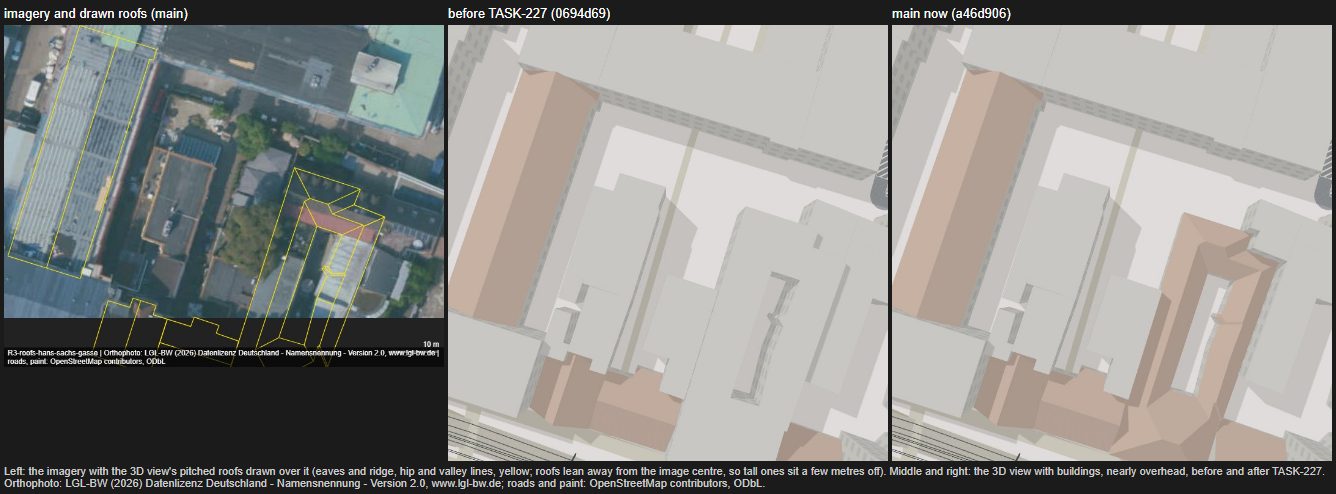 imagery and drawn roofs (main)
before TASK-227 (0694d69)
main now (a46d906)
10 m
R3-roofs-hans-sachs-gasse | Orthophoto: LGL-BW (2026) Datenlizenz Deutschland - Namensnennung - Version 2.0, www.lgl-bw.de |
roads, paint: OpenStreetMap contributors, ODbL
Left: the imagery with the 3D view's pitched roofs drawn over it (eaves and ridge, hip and valley lines, yellow; roofs lean away from the image centre, so tall ones sit a few metres off). Middle and right: the 3D view with buildings, nearly overhead, before and after TASK-227.
Orthophoto: LGL-BW (2026) Datenlizenz Deutschland - Namensnennung - Version 2.0, www.lgl-bw.de; roads and paint: OpenStreetMap contributors, ODbL.